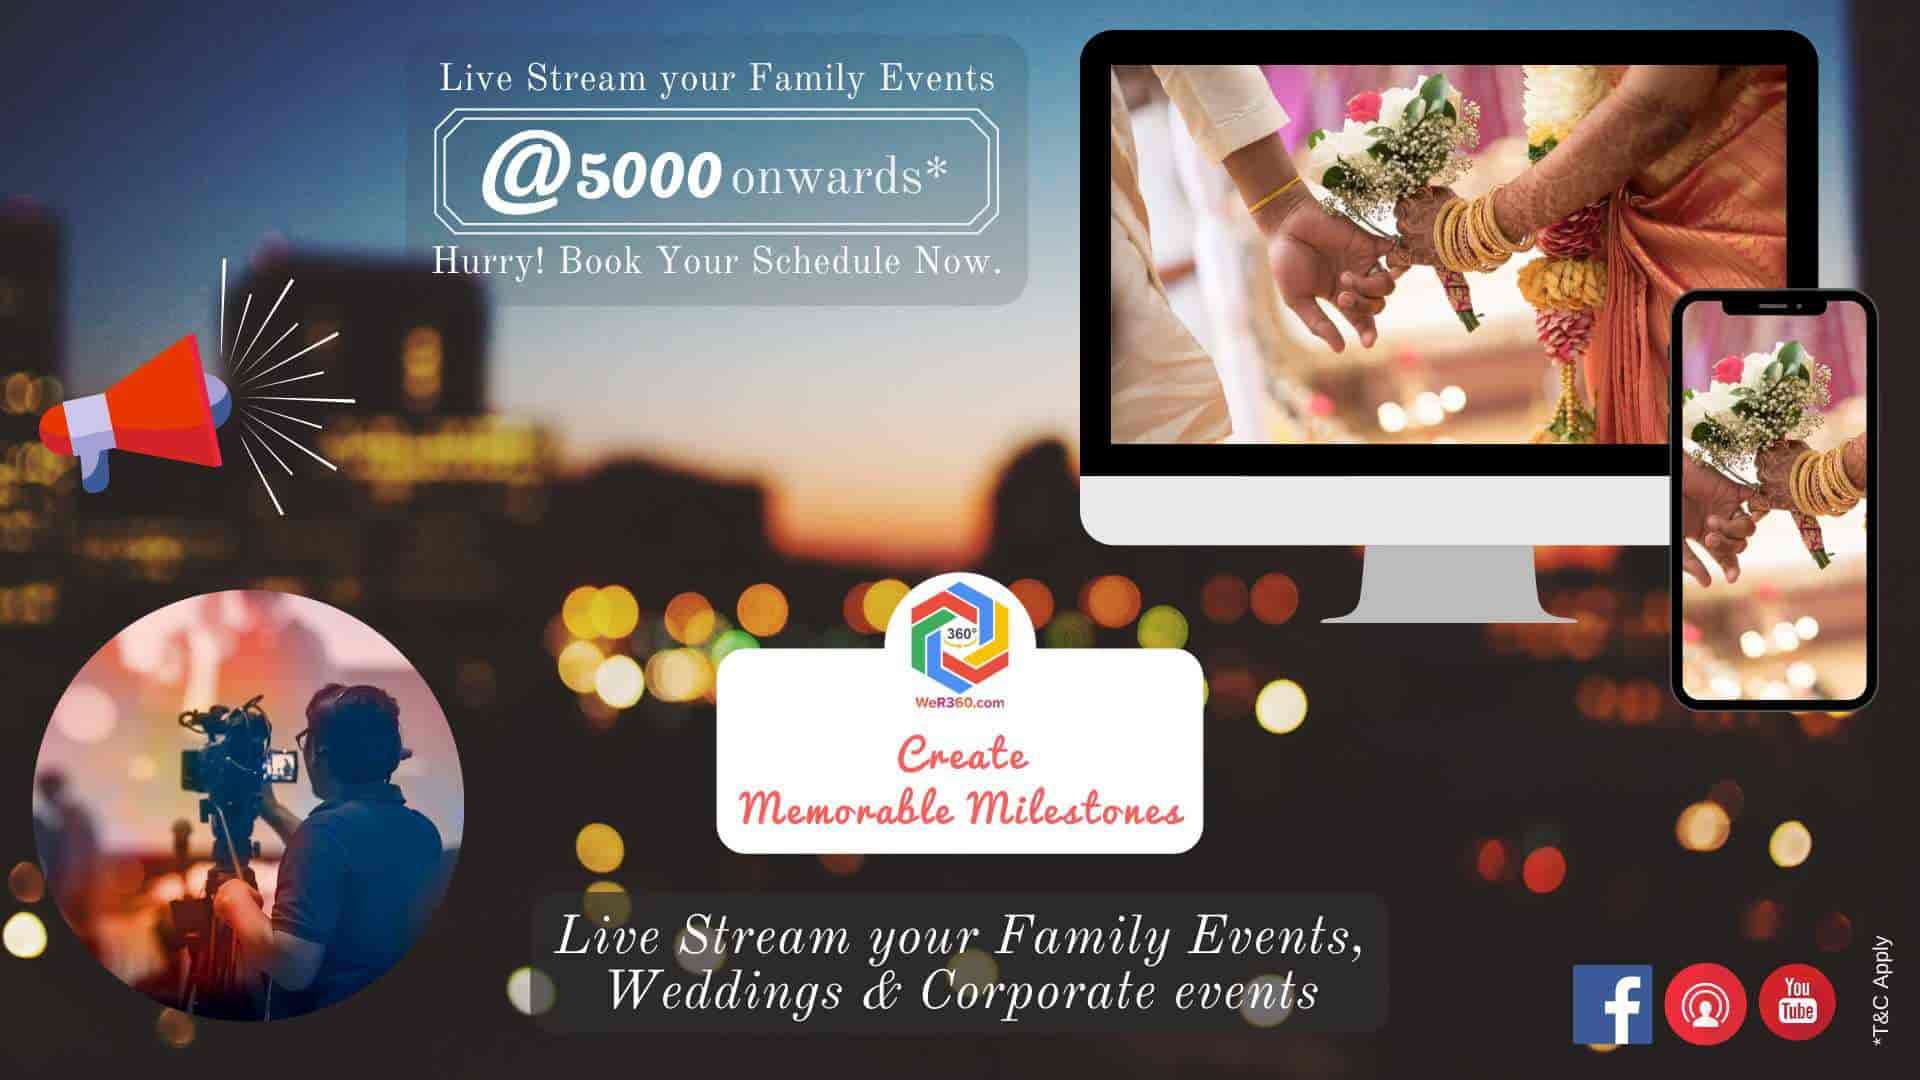 Live Stream your Family Events
@5000 onwards*
Hurry! Book Your Schedule Now.
360°
WeR360.com
Create
Memorable Milestones
Live Stream your Family Events,
Weddings & Corporate events
f
You
Tube
*T&C Apply